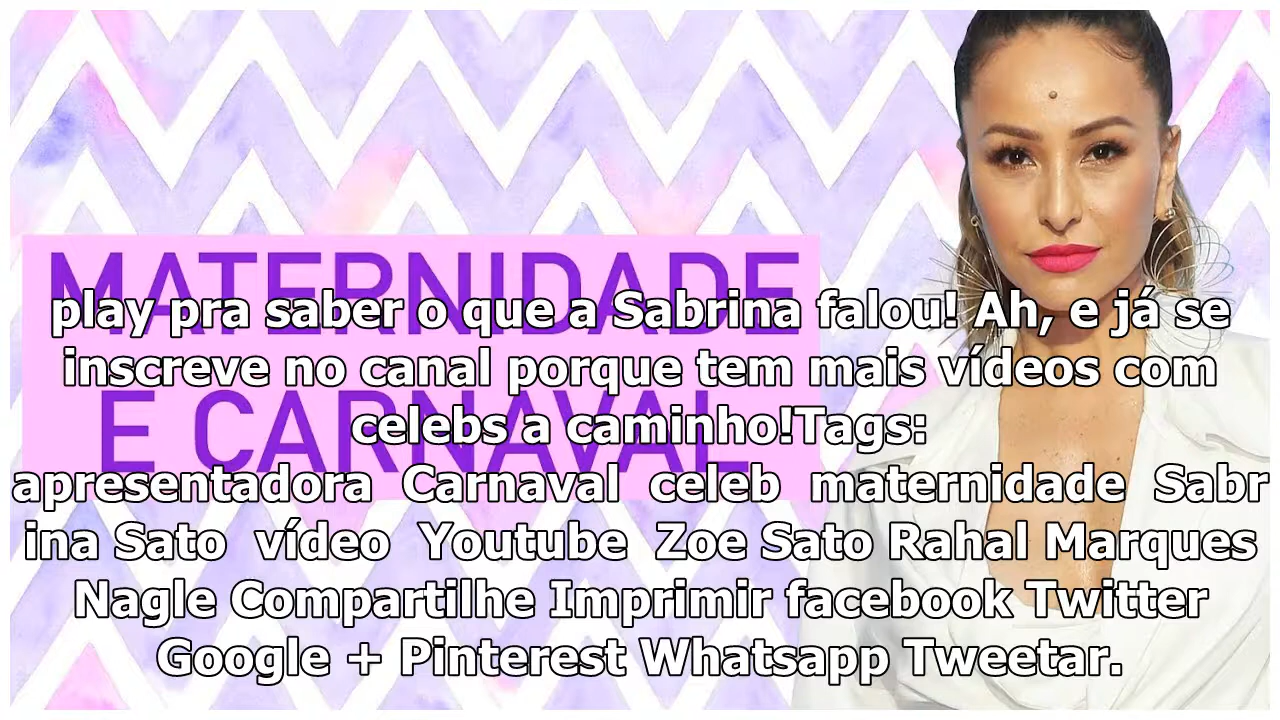 MATERNIDADE
E CARNAVAL
play pra saber o que a Sabrina falou! Ah, e já se
inscreve no canal porque tem mais vídeos com
celebs a caminho!Tags:
apresentadora  Carnaval  celeb  maternidade  Sabr
ina Sato  vídeo  Youtube  Zoe Sato Rahal Marques
Nagle Compartilhe Imprimir facebook Twitter
Google + Pinterest Whatsapp Tweetar.